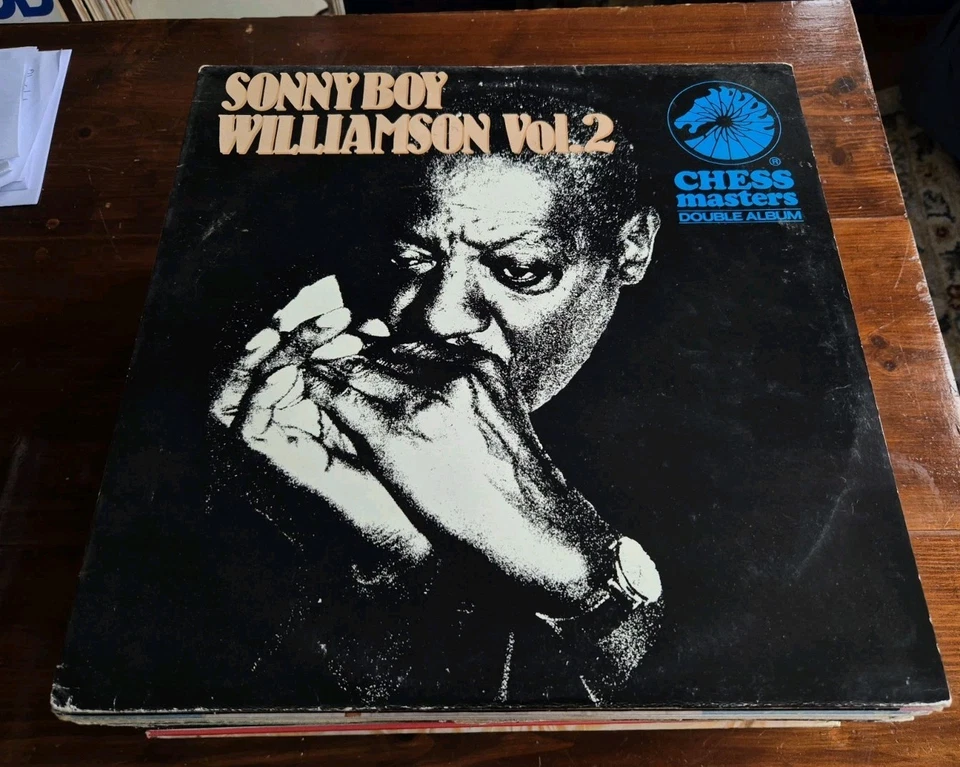 SONNY BOY
WILLIAMSON Vol.2
®
CHESS
masters
DOUBLE ALBUM